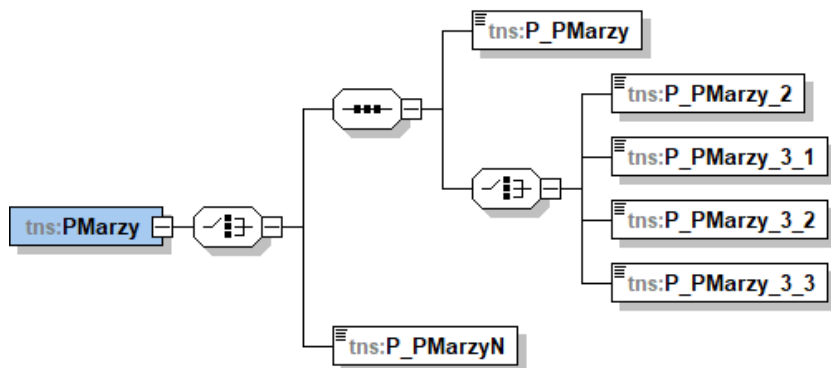 tns:P_PMarzy
tns:P_PMarzy_2
tns:P_PMarzy_3_1
tns:PMarzy
tns:P_PMarzy_3_2
tns:P_PMarzy_3_3
tns:P_PMarzyN